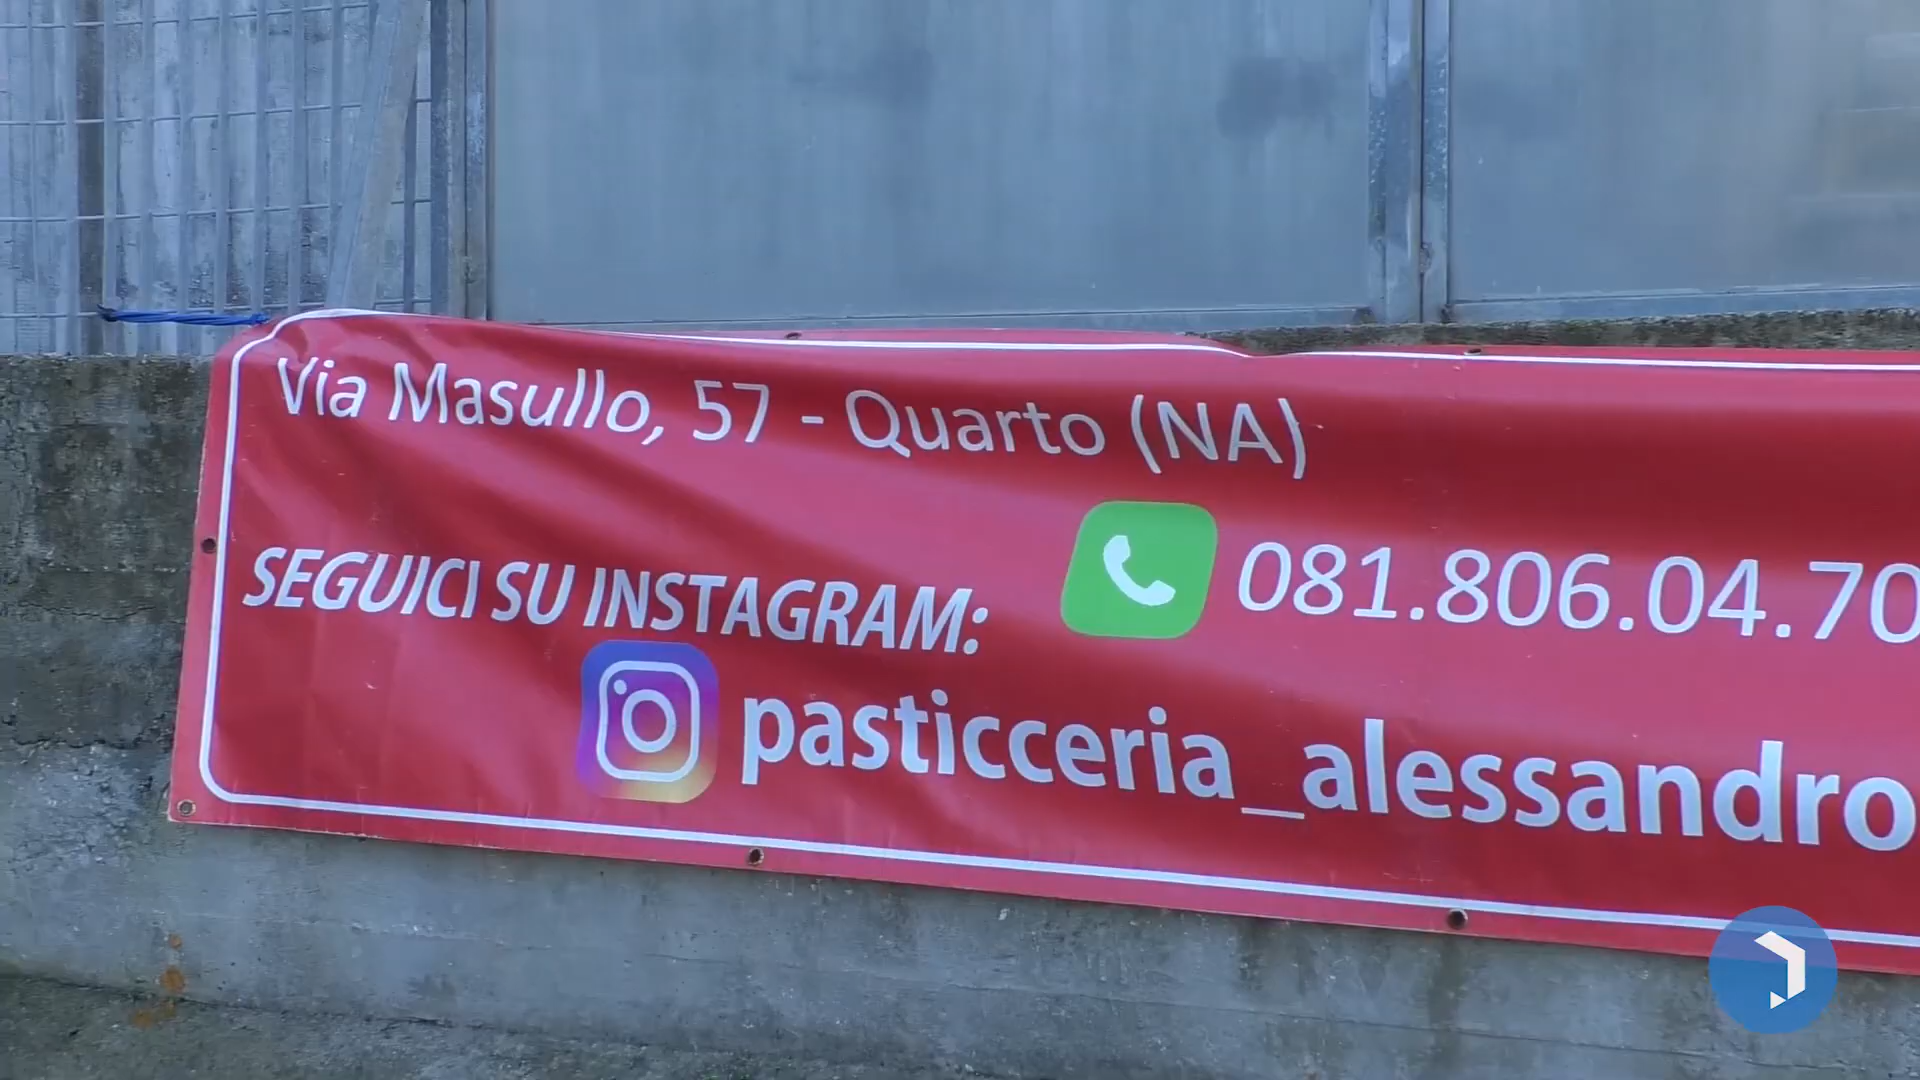 Via Masullo, 57 - Quarto (NA)
081.806.04.70
SEGUICI SU INSTAGRAM:
pasticceria_alessandro